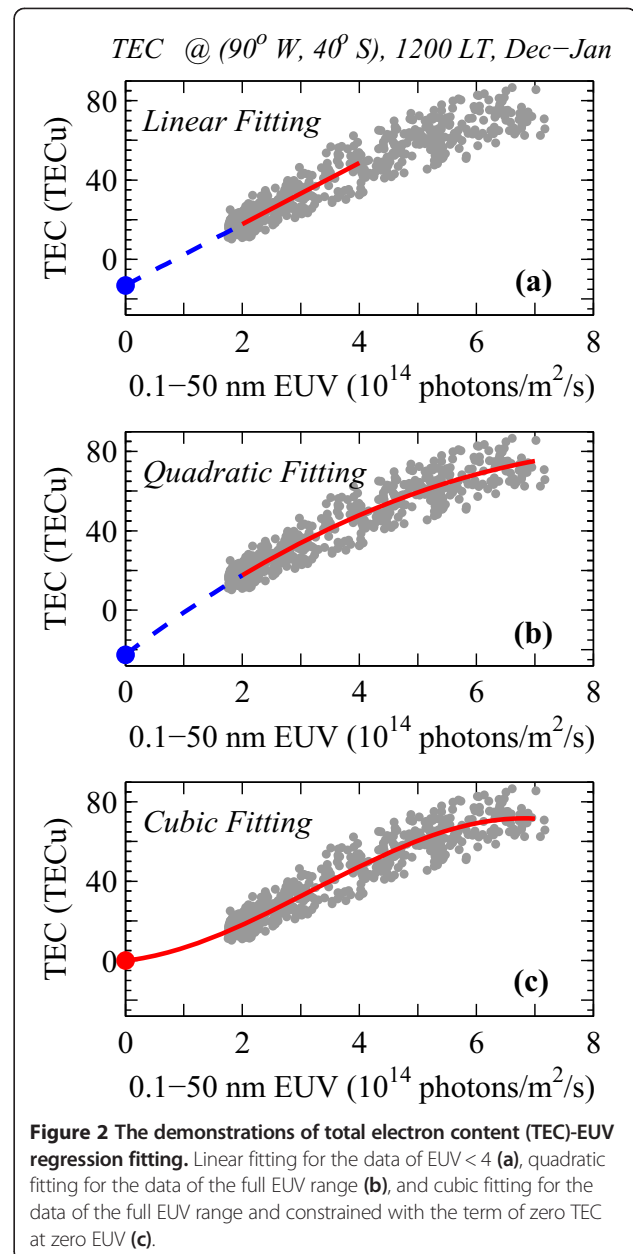 TEC @ (90° W, 40° S), 1200 LT, Dec−Jan
80
40
0
TEC (TECu)
Linear Fitting
(a)
0 2 4 6 8
0.1−50 nm EUV (10¹⁴ photons/m²/s)
80
40
0
TEC (TECu)
Quadratic Fitting
(b)
0 2 4 6 8
0.1−50 nm EUV (10¹⁴ photons/m²/s)
80
40
0
TEC (TECu)
Cubic Fitting
(c)
0 2 4 6 8
0.1−50 nm EUV (10¹⁴ photons/m²/s)
Figure 2 The demonstrations of total electron content (TEC)-EUV
regression fitting. Linear fitting for the data of EUV < 4 (a), quadratic
fitting for the data of the full EUV range (b), and cubic fitting for the
data of the full EUV range and constrained with the term of zero TEC
at zero EUV (c).